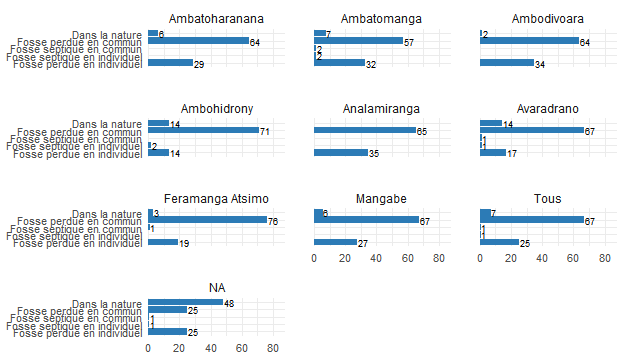 Ambatoharanana
Ambatomanga
Ambodivoara
Dans la nature
Fosse perdue en commun
Fosse septique en commun
Fosse septique en individuel
Fosse perdue en individuel
6
64
29
7
57
2
2
32
2
64
34
Ambohidrony
Analamiranga
Avaradrano
Dans la nature
Fosse perdue en commun
Fosse septique en commun
Fosse septique en individuel
Fosse perdue en individuel
14
71
2
14
65
35
14
67
1
1
17
Feramanga Atsimo
Mangabe
Tous
Dans la nature
Fosse perdue en commun
Fosse septique en commun
Fosse septique en individuel
Fosse perdue en individuel
3
76
1
19
6
67
27
7
67
1
1
25
0 20 40 60 80
0 20 40 60 80
NA
Dans la nature
Fosse perdue en commun
Fosse septique en commun
Fosse septique en individuel
Fosse perdue en individuel
48
25
1
1
25
0 20 40 60 80